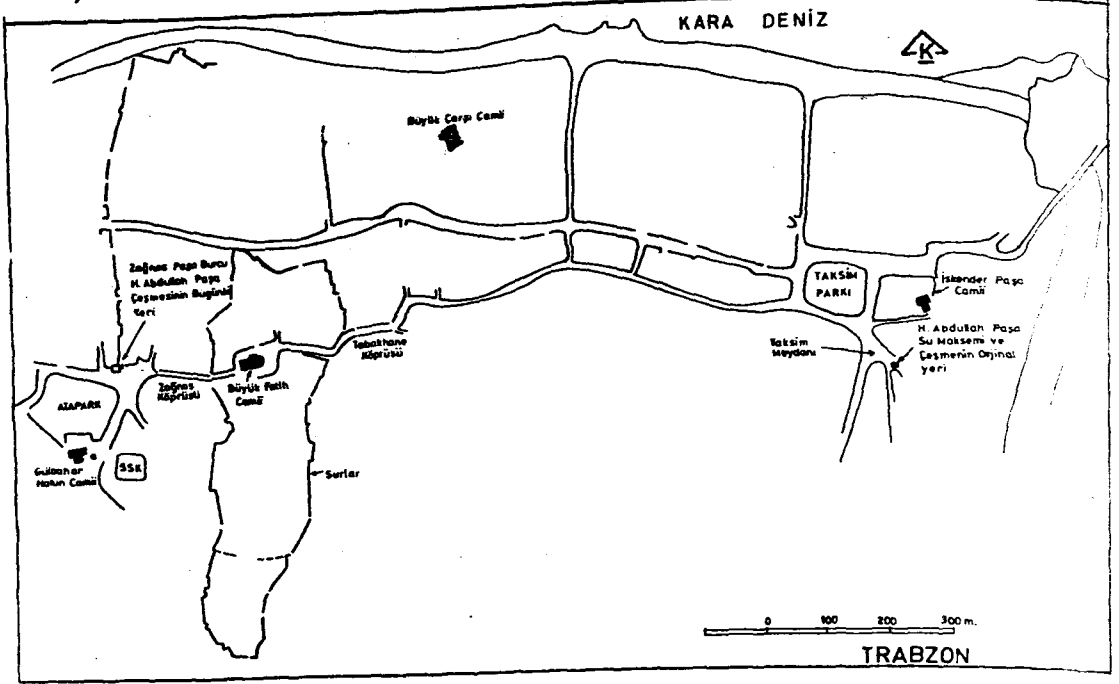 KARA DENİZ
K
Büyük Çarşı Camii
Zağnos Paşa Burcu
H. Abdullah Paşa
Çeşmesinin Bugünkü
Yeri
TAKSİM
PARKI
İskender Paşa
Camii
H. Abdullah Paşa
Su Maksemi ve
Çeşmenin Orjinal
yeri
Taksim
Meydanı
Tabakhane
Köprüsü
Zağnos
Köprüsü
Büyük Fatih
Camii
ATAPARK
Gülbahar
Hatun Camii
SSK
Surlar
0 100 200 300 m.
TRABZON